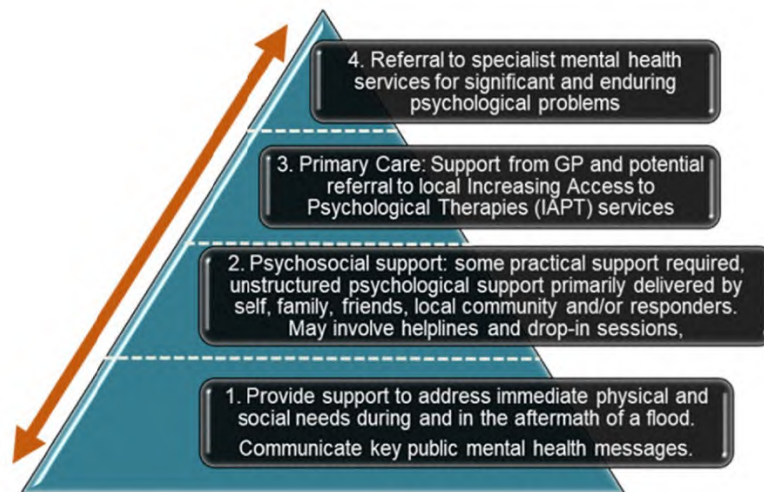 4. Referral to specialist mental health
services for significant and enduring
psychological problems
3. Primary Care: Support from GP and potential
referral to local Increasing Access to
Psychological Therapies (IAPT) services
2. Psychosocial support: some practical support required,
unstructured psychological support primarily delivered by
self, family, friends, local community and/or responders.
May involve helplines and drop-in sessions,
1. Provide support to address immediate physical and
social needs during and in the aftermath of a flood.
Communicate key public mental health messages.